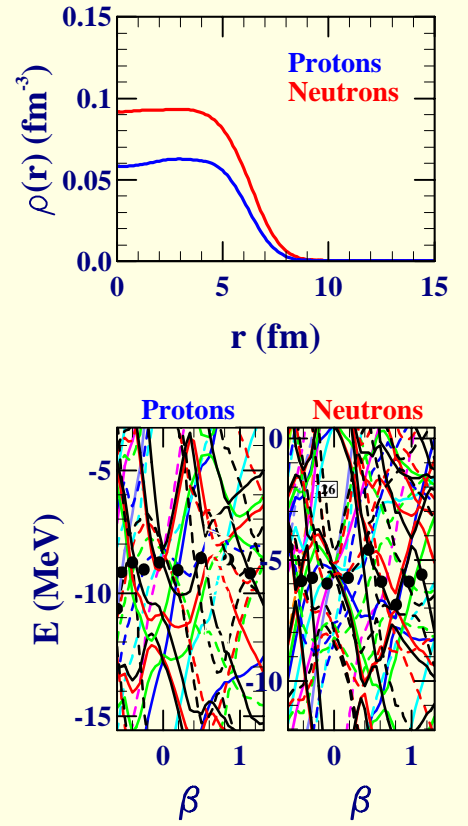 0.15
Protons
Neutrons
0.1
ρ(r) (fm⁻³)
0.05
0.0
0 5 10 15
r (fm)
Protons Neutrons
0
-5
-5
E (MeV)
-10
-10
-15
0 1 0 1
β β